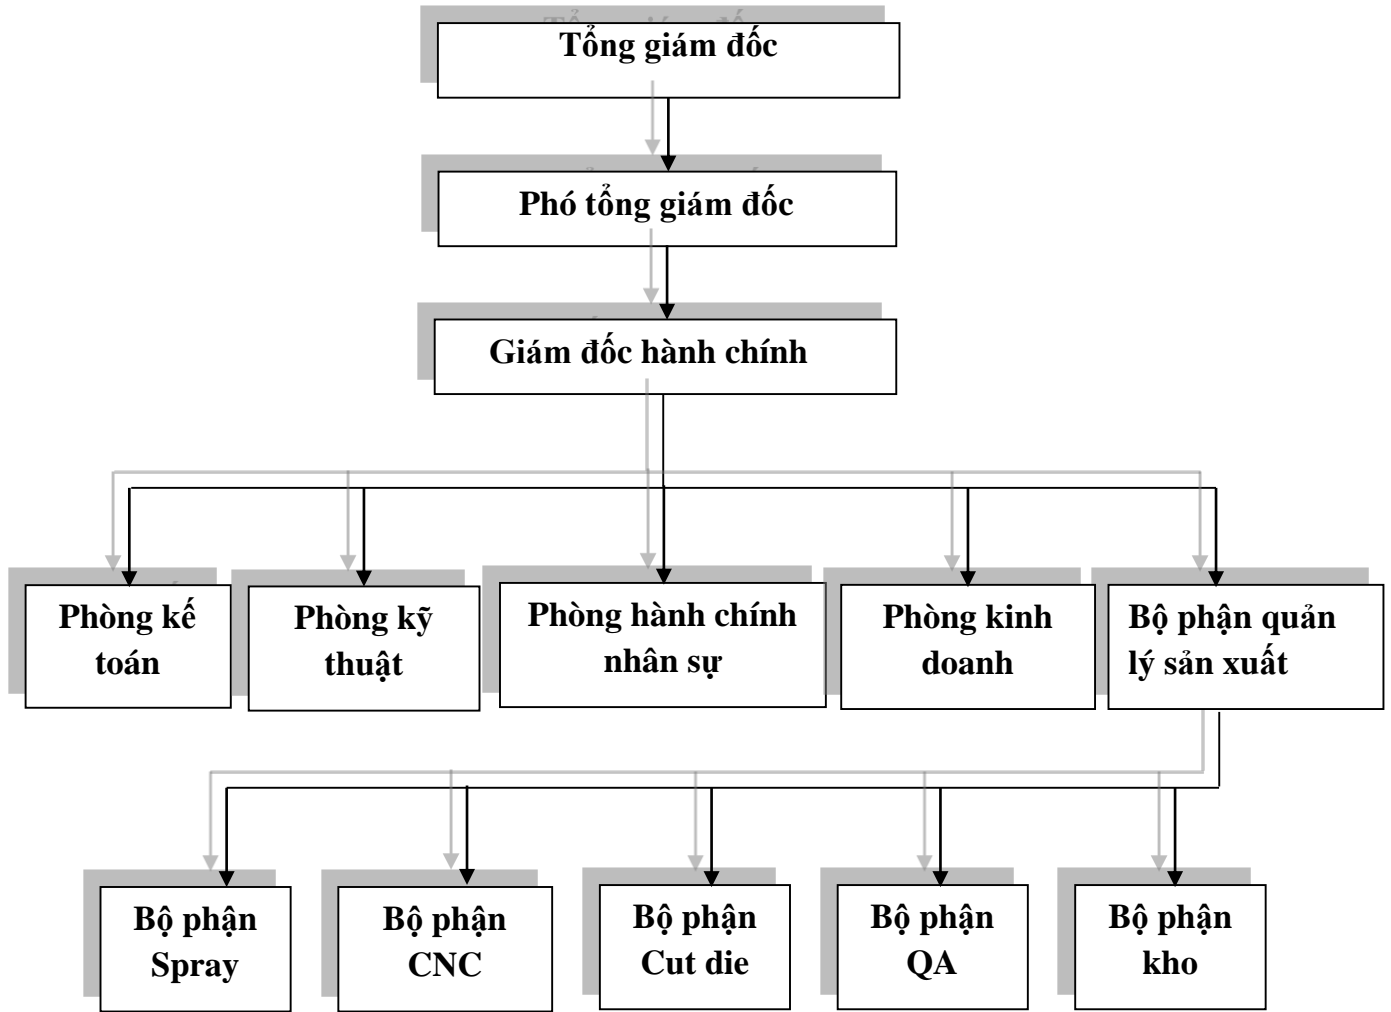 Tổng giám đốc
Phó tổng giám đốc
Giám đốc hành chính
Phòng kế
toán
Phòng kỹ
thuật
Phòng hành chính
nhân sự
Phòng kinh
doanh
Bộ phận quản
lý sản xuất
Bộ phận
Spray
Bộ phận
CNC
Bộ phận
Cut die
Bộ phận
QA
Bộ phận
kho